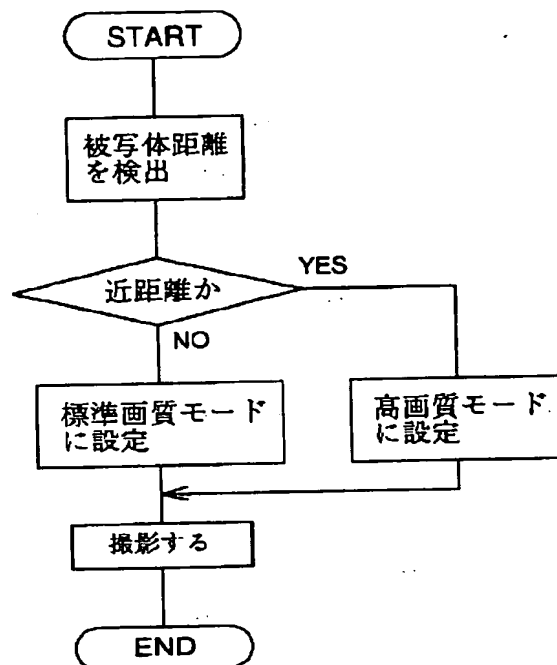 START
被写体距離
を検出
近距離か
YES
NO
標準画質モード
に設定
高画質モード
に設定
撮影する
END